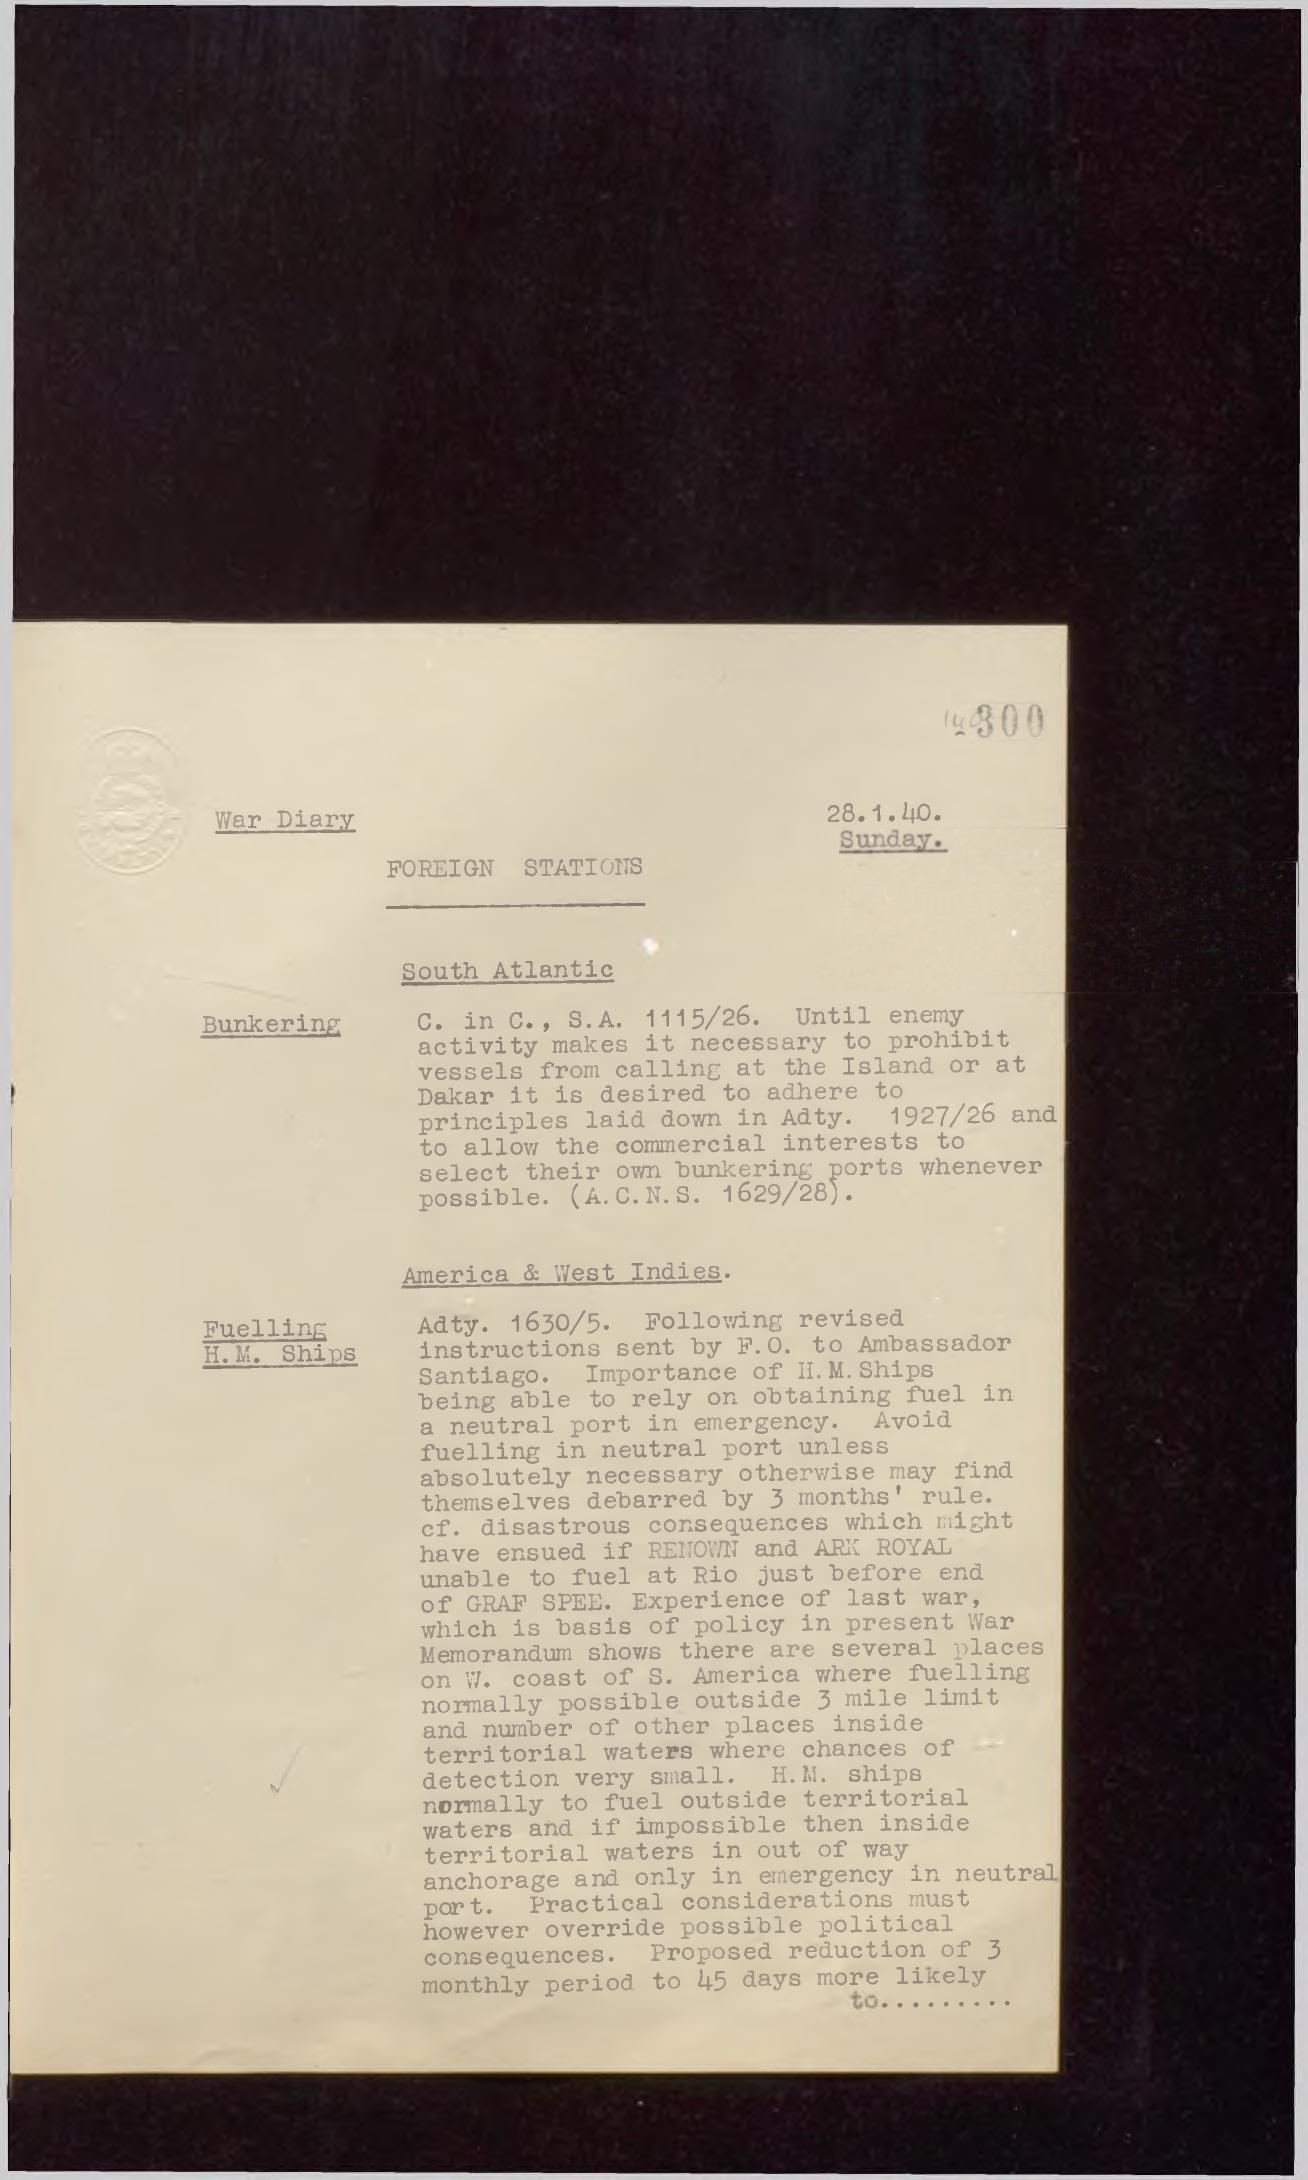 300
War Diary
28.1.40.
Sunday.
FOREIGN STATIONS
South Atlantic
Bunkering
C. in C., S.A. 1115/26. Until enemy
activity makes it necessary to prohibit
vessels from calling at the Island or at
Dakar it is desired to adhere to
principles laid down in Adty. 1927/26 and
to allow the commercial interests to
select their own bunkering ports whenever
possible. (A.C.N.S. 1629/28).
America & West Indies.
Fuelling
H.M. Ships
Adty. 1630/5. Following revised
instructions sent by F.O. to Ambassador
Santiago. Importance of H.M.Ships
being able to rely on obtaining fuel in
a neutral port in emergency. Avoid
fuelling in neutral port unless
absolutely necessary otherwise may find
themselves debarred by 3 months' rule.
cf. disastrous consequences which might
have ensued if RENOWN and ARK ROYAL
unable to fuel at Rio just before end
of GRAF SPEE. Experience of last war,
which is basis of policy in present War
Memorandum shows there are several places
on W. coast of S. America where fuelling
normally possible outside 3 mile limit
and number of other places inside
territorial waters where chances of
detection very small. H.M. ships
normally to fuel outside territorial
waters and if impossible then inside
territorial waters in out of way
anchorage and only in emergency in neutral
port. Practical considerations must
however override possible political
consequences. Proposed reduction of 3
monthly period to 45 days more likely
to.........